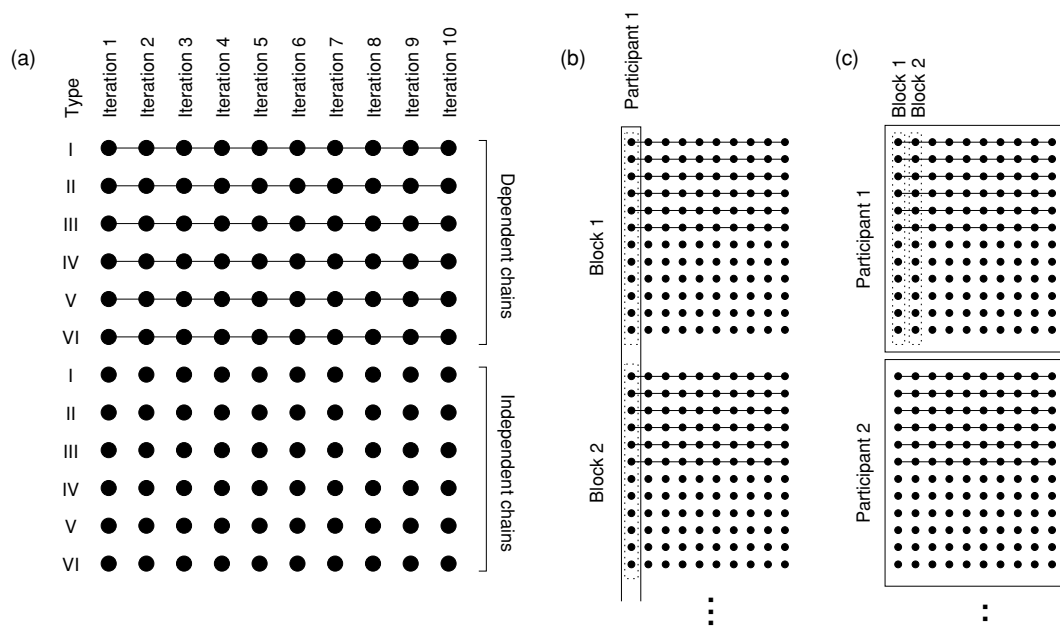 (a)
Type
Iteration 1
Iteration 2
Iteration 3
Iteration 4
Iteration 5
Iteration 6
Iteration 7
Iteration 8
Iteration 9
Iteration 10
I
II
III
IV
V
VI
Dependent chains
I
II
III
IV
V
VI
Independent chains
(b)
Participant 1
Block 1
Block 2
(c)
Block 1
Block 2
Participant 1
Participant 2